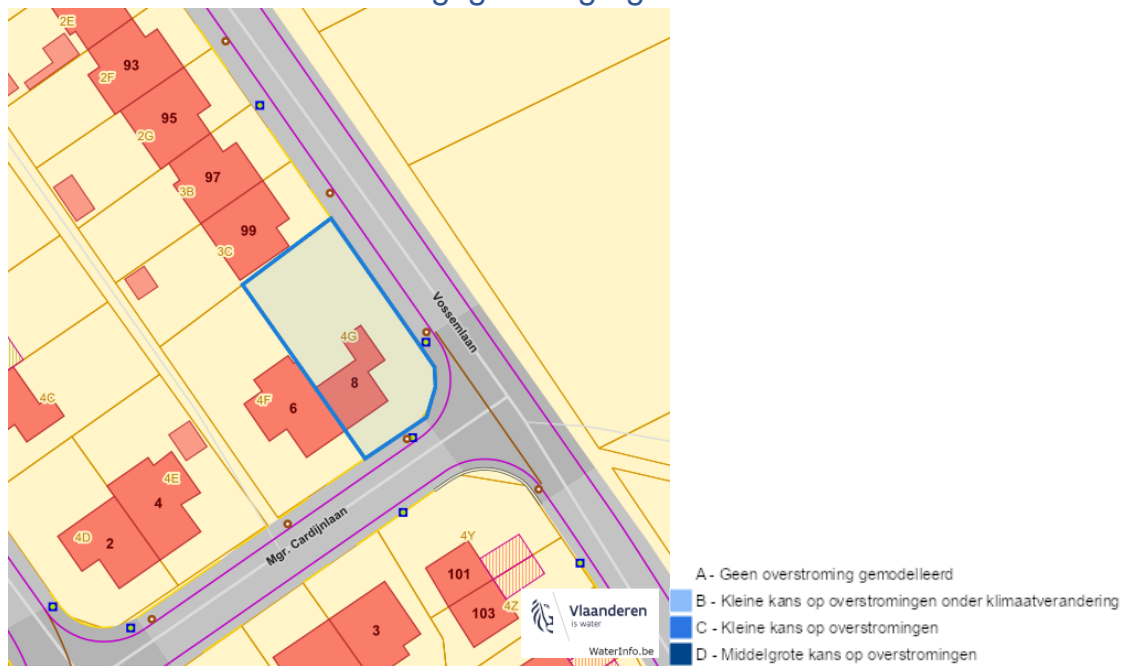 2E
93
2F
95
2G
97
3B
99
3C
Vossemlaan
4G
8
4F
6
4C
4E
4
4D
2
Mgr. Cardijnlaan
4Y
101
4Z
103
3
Vlaanderen
is water
WaterInfo.be
A - Geen overstroming gemodelleerd
B - Kleine kans op overstromingen onder klimaatverandering
C - Kleine kans op overstromingen
D - Middelgrote kans op overstromingen